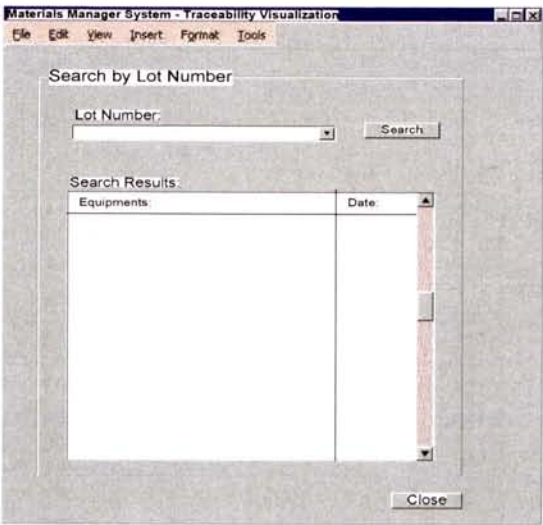 Materials Manager System - Traceability Visualization
File Edit View Insert Format Tools
Search by Lot Number
Lot Number:
Search
Search Results:
Equipments: Date:
Close